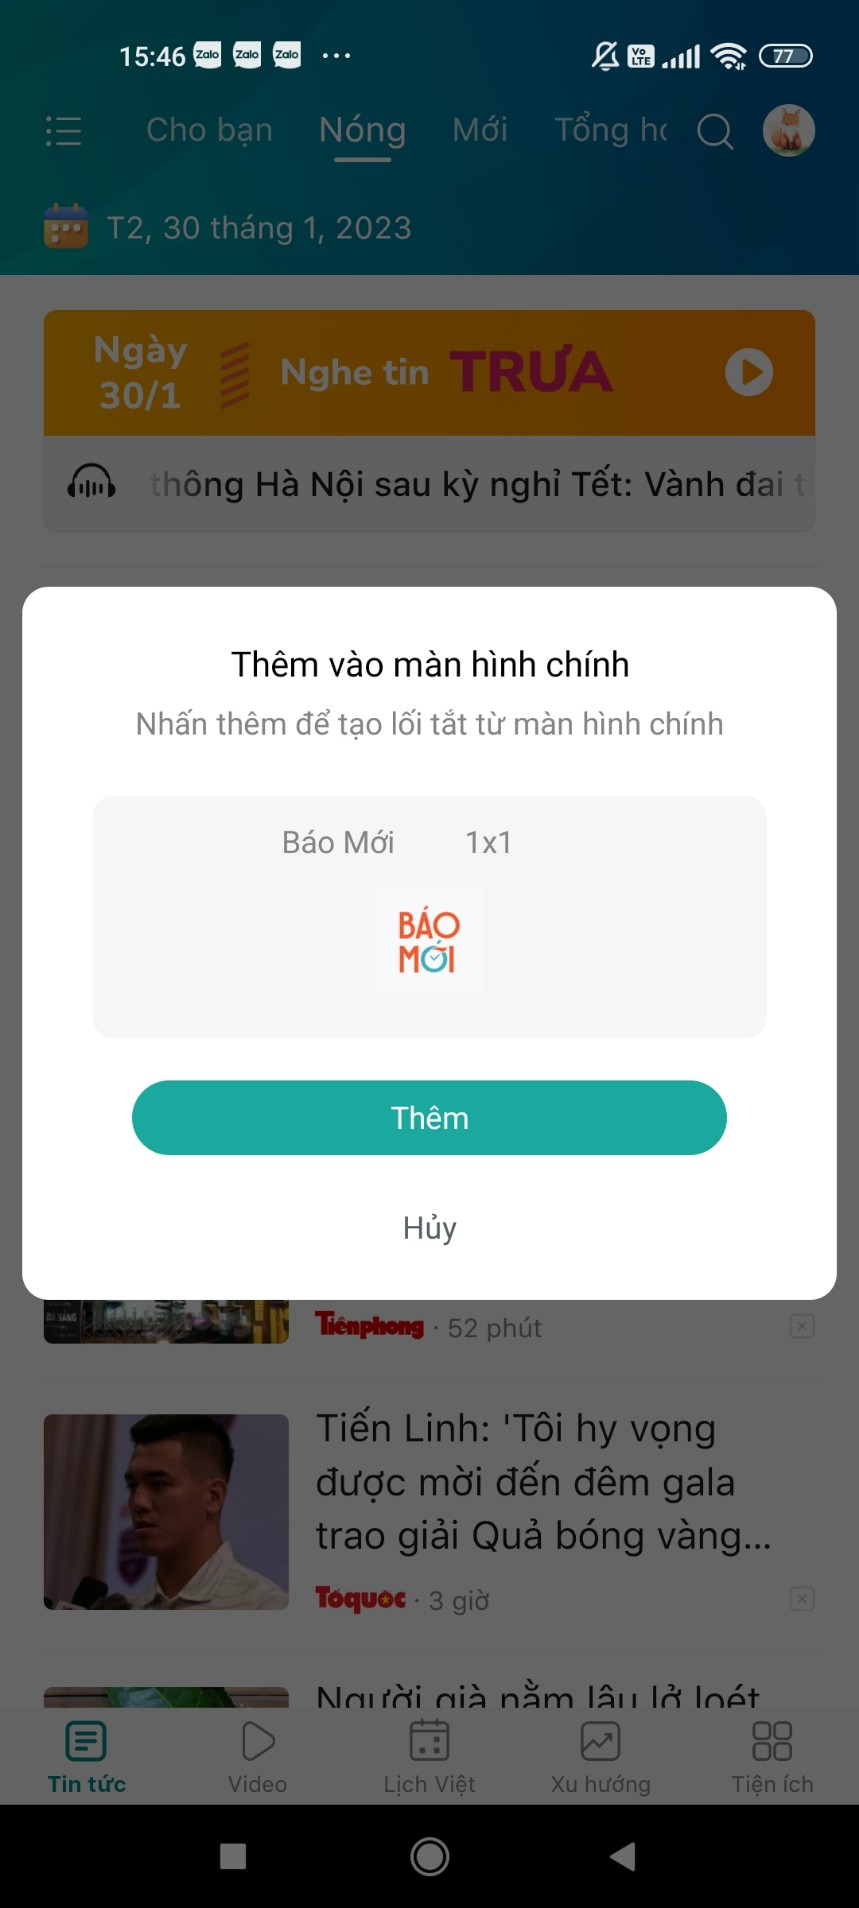 15:46 Zalo Zalo Zalo ... Vo LTE 77
Cho bạn Nóng Mới Tổng hợ
T2, 30 tháng 1, 2023
Ngày 30/1 Nghe tin TRƯA
thông Hà Nội sau kỳ nghỉ Tết: Vành đai t
Thêm vào màn hình chính
Nhấn thêm để tạo lối tắt từ màn hình chính
Báo Mới 1x1
BÁO
MỚI
Thêm
Hủy
Tiênphong · 52 phút
Tiến Linh: 'Tôi hy vọng
được mời đến đêm gala
trao giải Quả bóng vàng...
Tổquốc · 3 giờ
Người già nằm lâu lở loét
Tin tức Video Lịch Việt Xu hướng Tiện ích